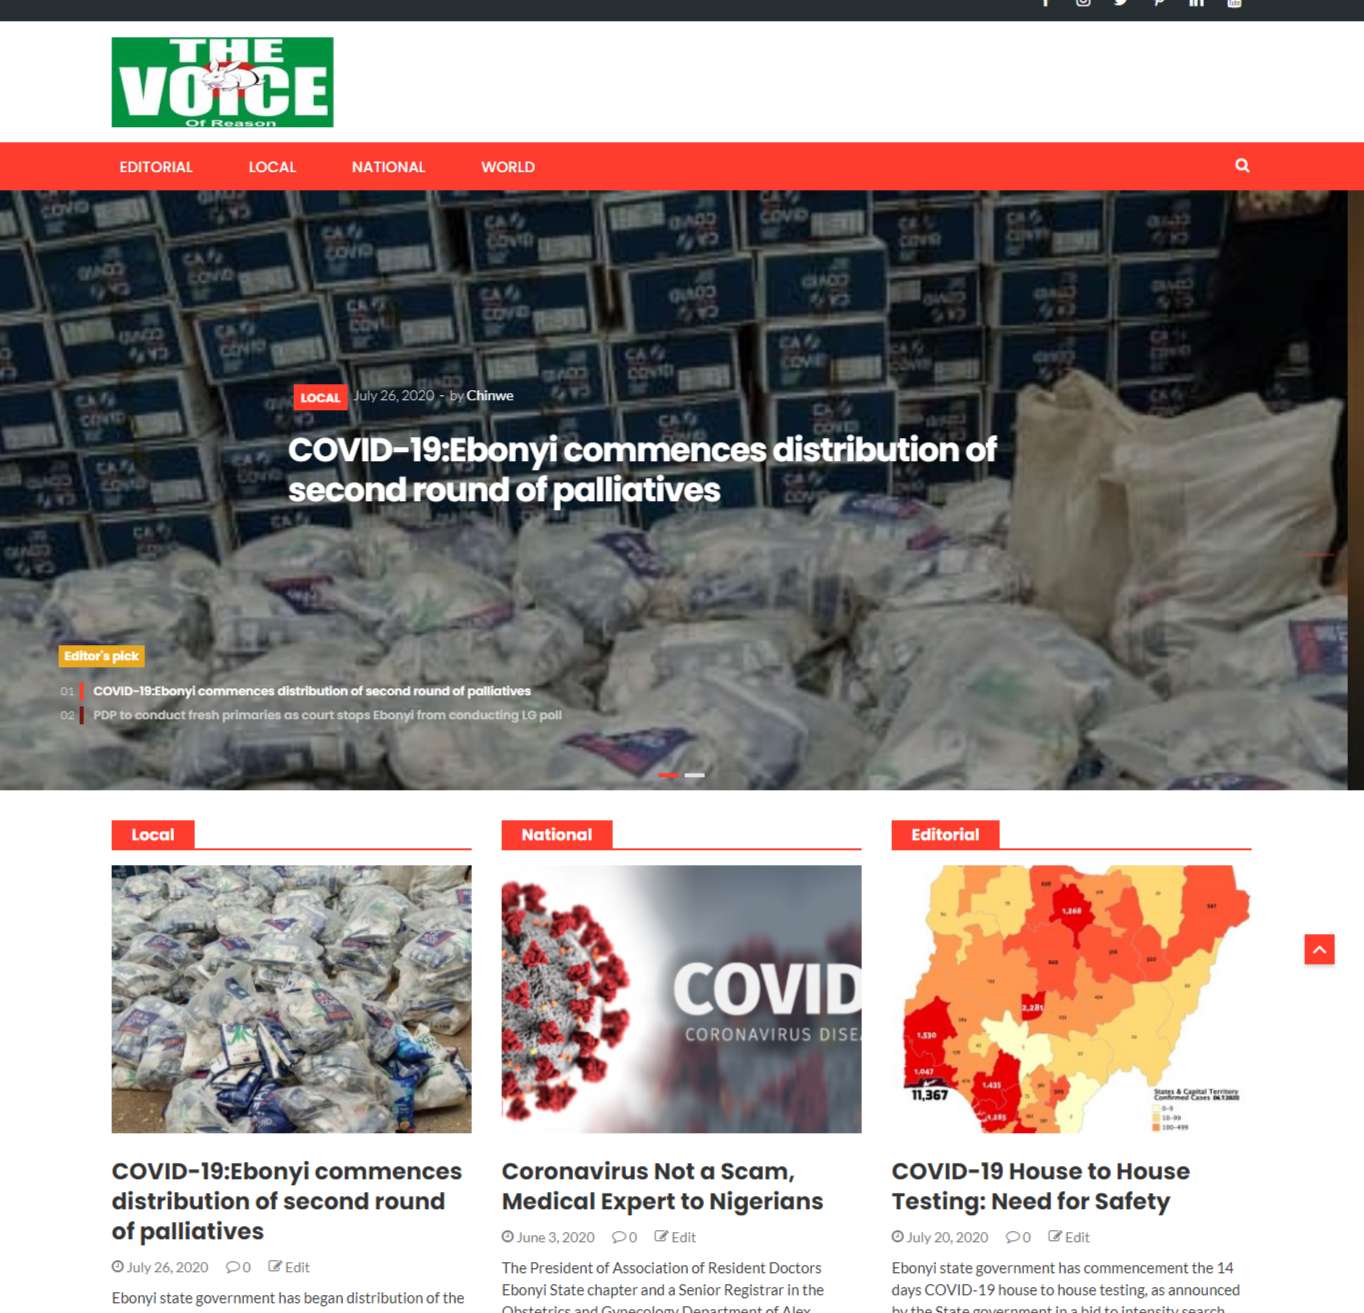 THE
VOICE
Of Reason
EDITORIAL LOCAL NATIONAL WORLD
LOCAL July 26, 2020 - by Chinwe
COVID-19:Ebonyi commences distribution of
second round of palliatives
Editor's pick
01 COVID-19:Ebonyi commences distribution of second round of palliatives
02 PDP to conduct fresh primaries as court stops Ebonyi from conducting LG poll
Local
National
Editorial
COVID
CORONAVIRUS DISEA
1,268
547
2,281
1,530
1,047
11,367
1,435
1,285
States & Capital Territory
Confirmed Cases 06.7.2020
0-9
10-99
100-499
COVID-19:Ebonyi commences
distribution of second round
of palliatives
July 26, 2020 0 Edit
Ebonyi state government has began distribution of the
Coronavirus Not a Scam,
Medical Expert to Nigerians
June 3, 2020 0 Edit
The President of Association of Resident Doctors
Ebonyi State chapter and a Senior Registrar in the
Obstetrics and Gynecology Department of Alex
COVID-19 House to House
Testing: Need for Safety
July 20, 2020 0 Edit
Ebonyi state government has commencement the 14
days COVID-19 house to house testing, as announced
by the State government in a bid to intensity search